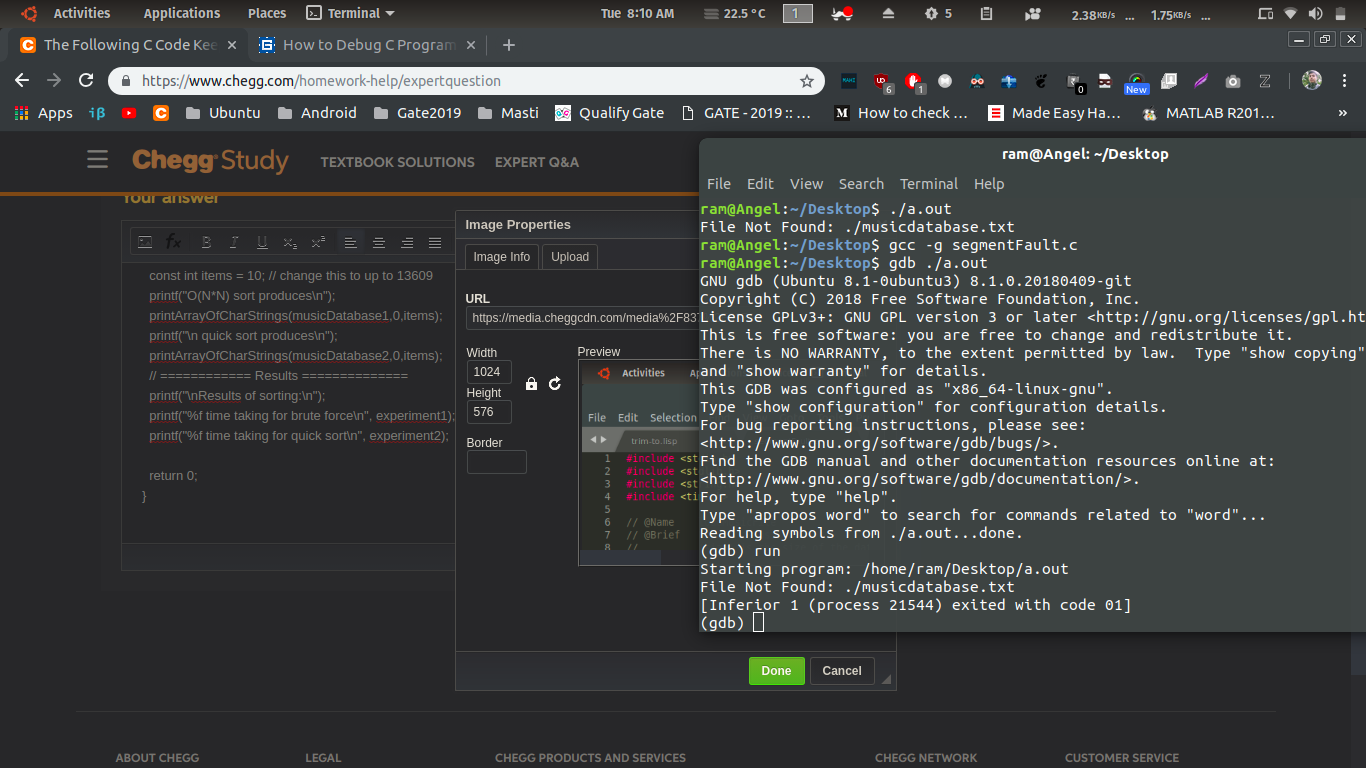 Activities Applications Places Terminal Tue 8:10 AM 22.5 °C 1 5 2.38KB/s ... 1.75KB/s ...
The Following C Code Kee How to Debug C Program
https://www.chegg.com/homework-help/expertquestion
6 1 0 New
Apps iβ Ubuntu Android Gate2019 Masti Qualify Gate GATE - 2019 :: ... How to check ... Made Easy Ha... MATLAB R201... »
Chegg Study TEXTBOOK SOLUTIONS EXPERT Q&A
Your answer
fx B I U x₂ x²
const int items = 10; // change this to up to 13609
printf("O(N*N) sort produces\n");
printArrayOfCharStrings(musicDatabase1,0,items);
printf("\n quick sort produces\n");
printArrayOfCharStrings(musicDatabase2,0,items);
// ============ Results ==============
printf("\nResults of sorting:\n");
printf("%f time taking for brute force\n", experiment1);
printf("%f time taking for quick sort\n", experiment2);
return 0;
}
Image Properties
Image Info Upload
URL
https://media.cheggcdn.com/media%2F837
Width
1024
Height
576
Border
Preview
Activities
File Edit Selection
trim-to.lisp
1 #include <st
2 #include <st
3 #include <st
4 #include <ti
5
6 // @Name
7 // @Brief
8 //
Done Cancel
ram@Angel: ~/Desktop
File Edit View Search Terminal Help
ram@Angel:~/Desktop$ ./a.out
File Not Found: ./musicdatabase.txt
ram@Angel:~/Desktop$ gcc -g segmentFault.c
ram@Angel:~/Desktop$ gdb ./a.out
GNU gdb (Ubuntu 8.1-0ubuntu3) 8.1.0.20180409-git
Copyright (C) 2018 Free Software Foundation, Inc.
License GPLv3+: GNU GPL version 3 or later <http://gnu.org/licenses/gpl.ht
This is free software: you are free to change and redistribute it.
There is NO WARRANTY, to the extent permitted by law.  Type "show copying"
and "show warranty" for details.
This GDB was configured as "x86_64-linux-gnu".
Type "show configuration" for configuration details.
For bug reporting instructions, please see:
<http://www.gnu.org/software/gdb/bugs/>.
Find the GDB manual and other documentation resources online at:
<http://www.gnu.org/software/gdb/documentation/>.
For help, type "help".
Type "apropos word" to search for commands related to "word"...
Reading symbols from ./a.out...done.
(gdb) run
Starting program: /home/ram/Desktop/a.out
File Not Found: ./musicdatabase.txt
[Inferior 1 (process 21544) exited with code 01]
(gdb)
ABOUT CHEGG LEGAL CHEGG PRODUCTS AND SERVICES CHEGG NETWORK CUSTOMER SERVICE